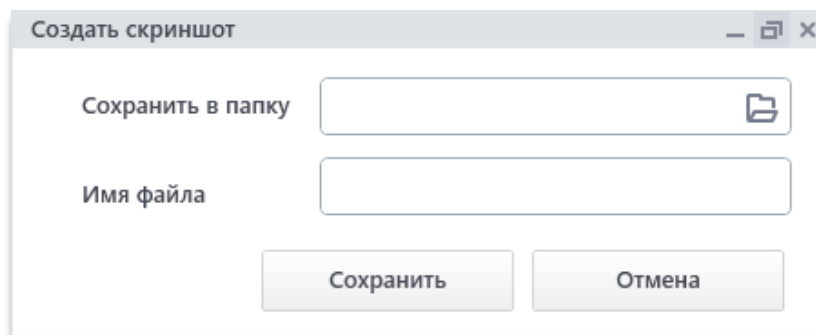 Создать скриншот
Сохранить в папку
Имя файла
Сохранить Отмена